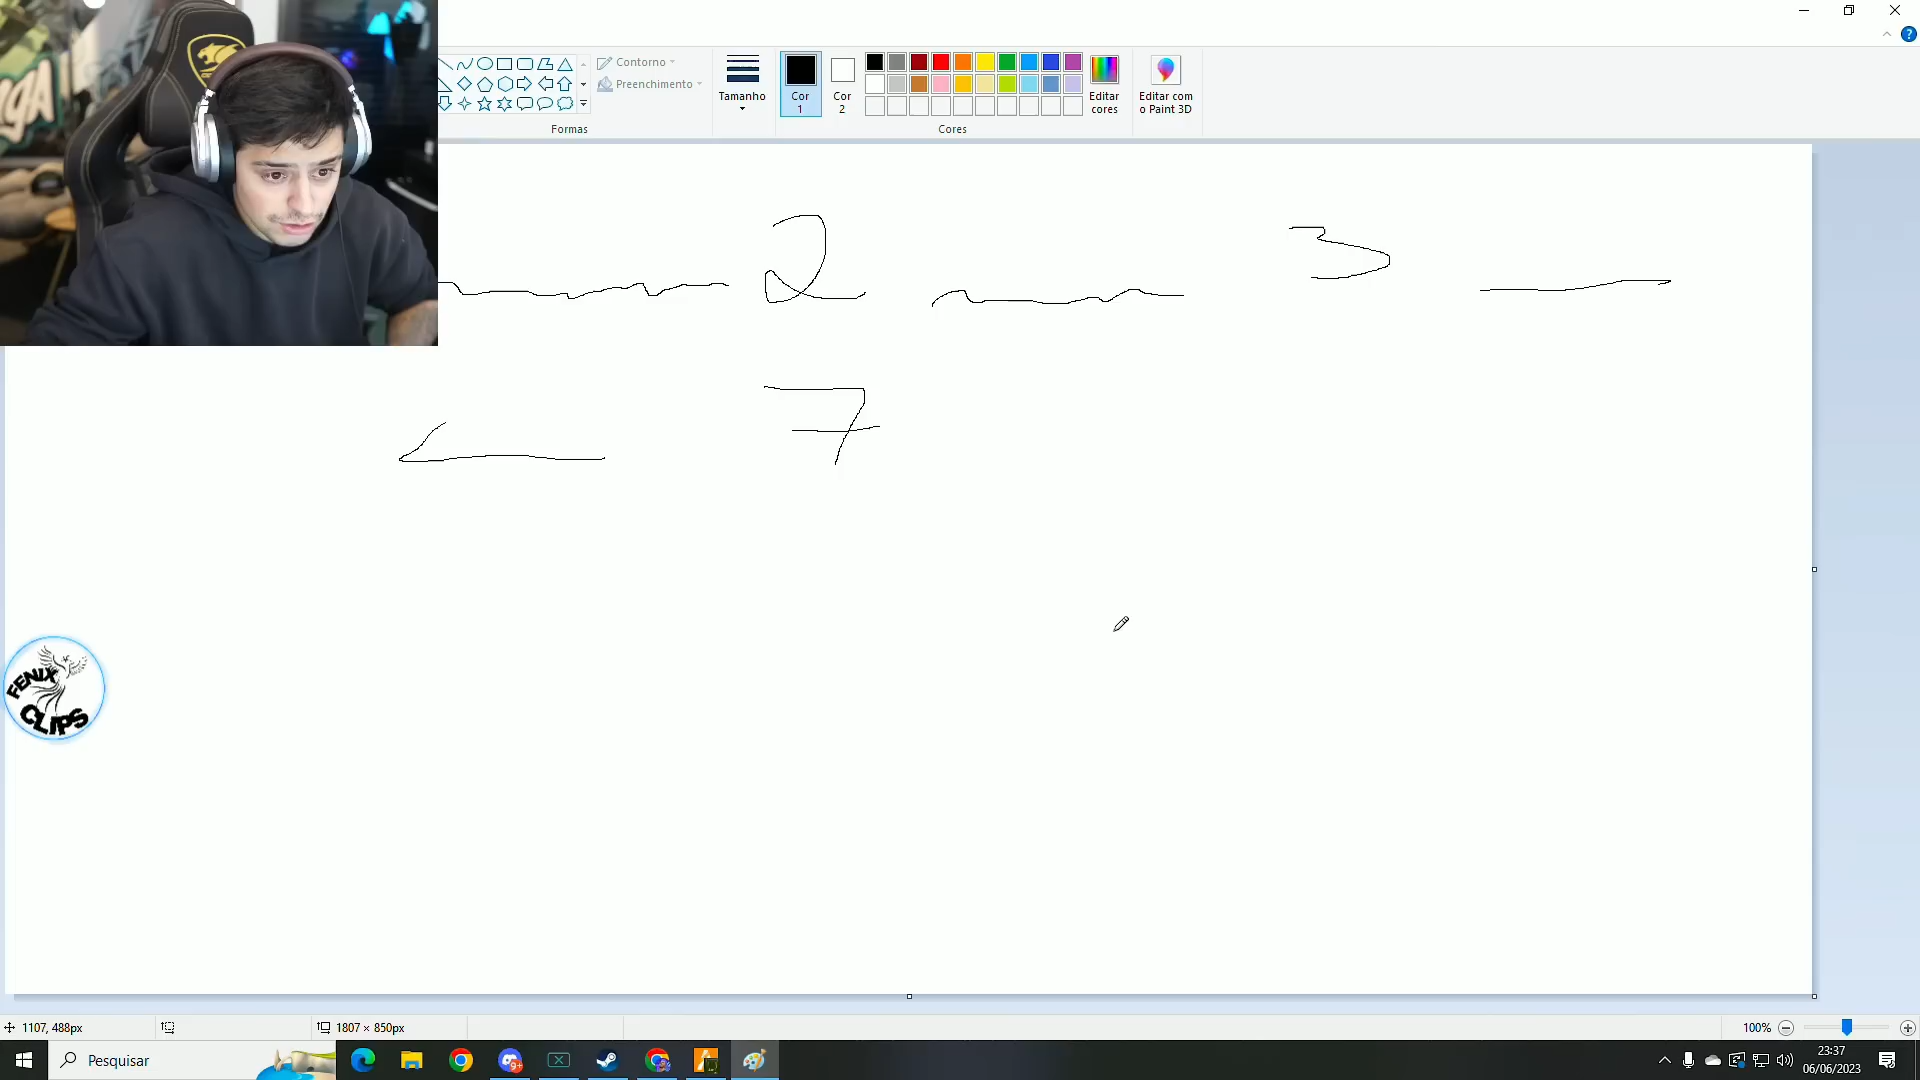 Contorno
Preenchimento
Tamanho
Cor
1
Cor
2
Editar
cores
Editar com
o Paint 3D
Formas
Cores
?
2
3
7
FENIX
CLIPS
1107, 488px
1807 × 850px
100%
Pesquisar
9+
23:37
06/06/2023